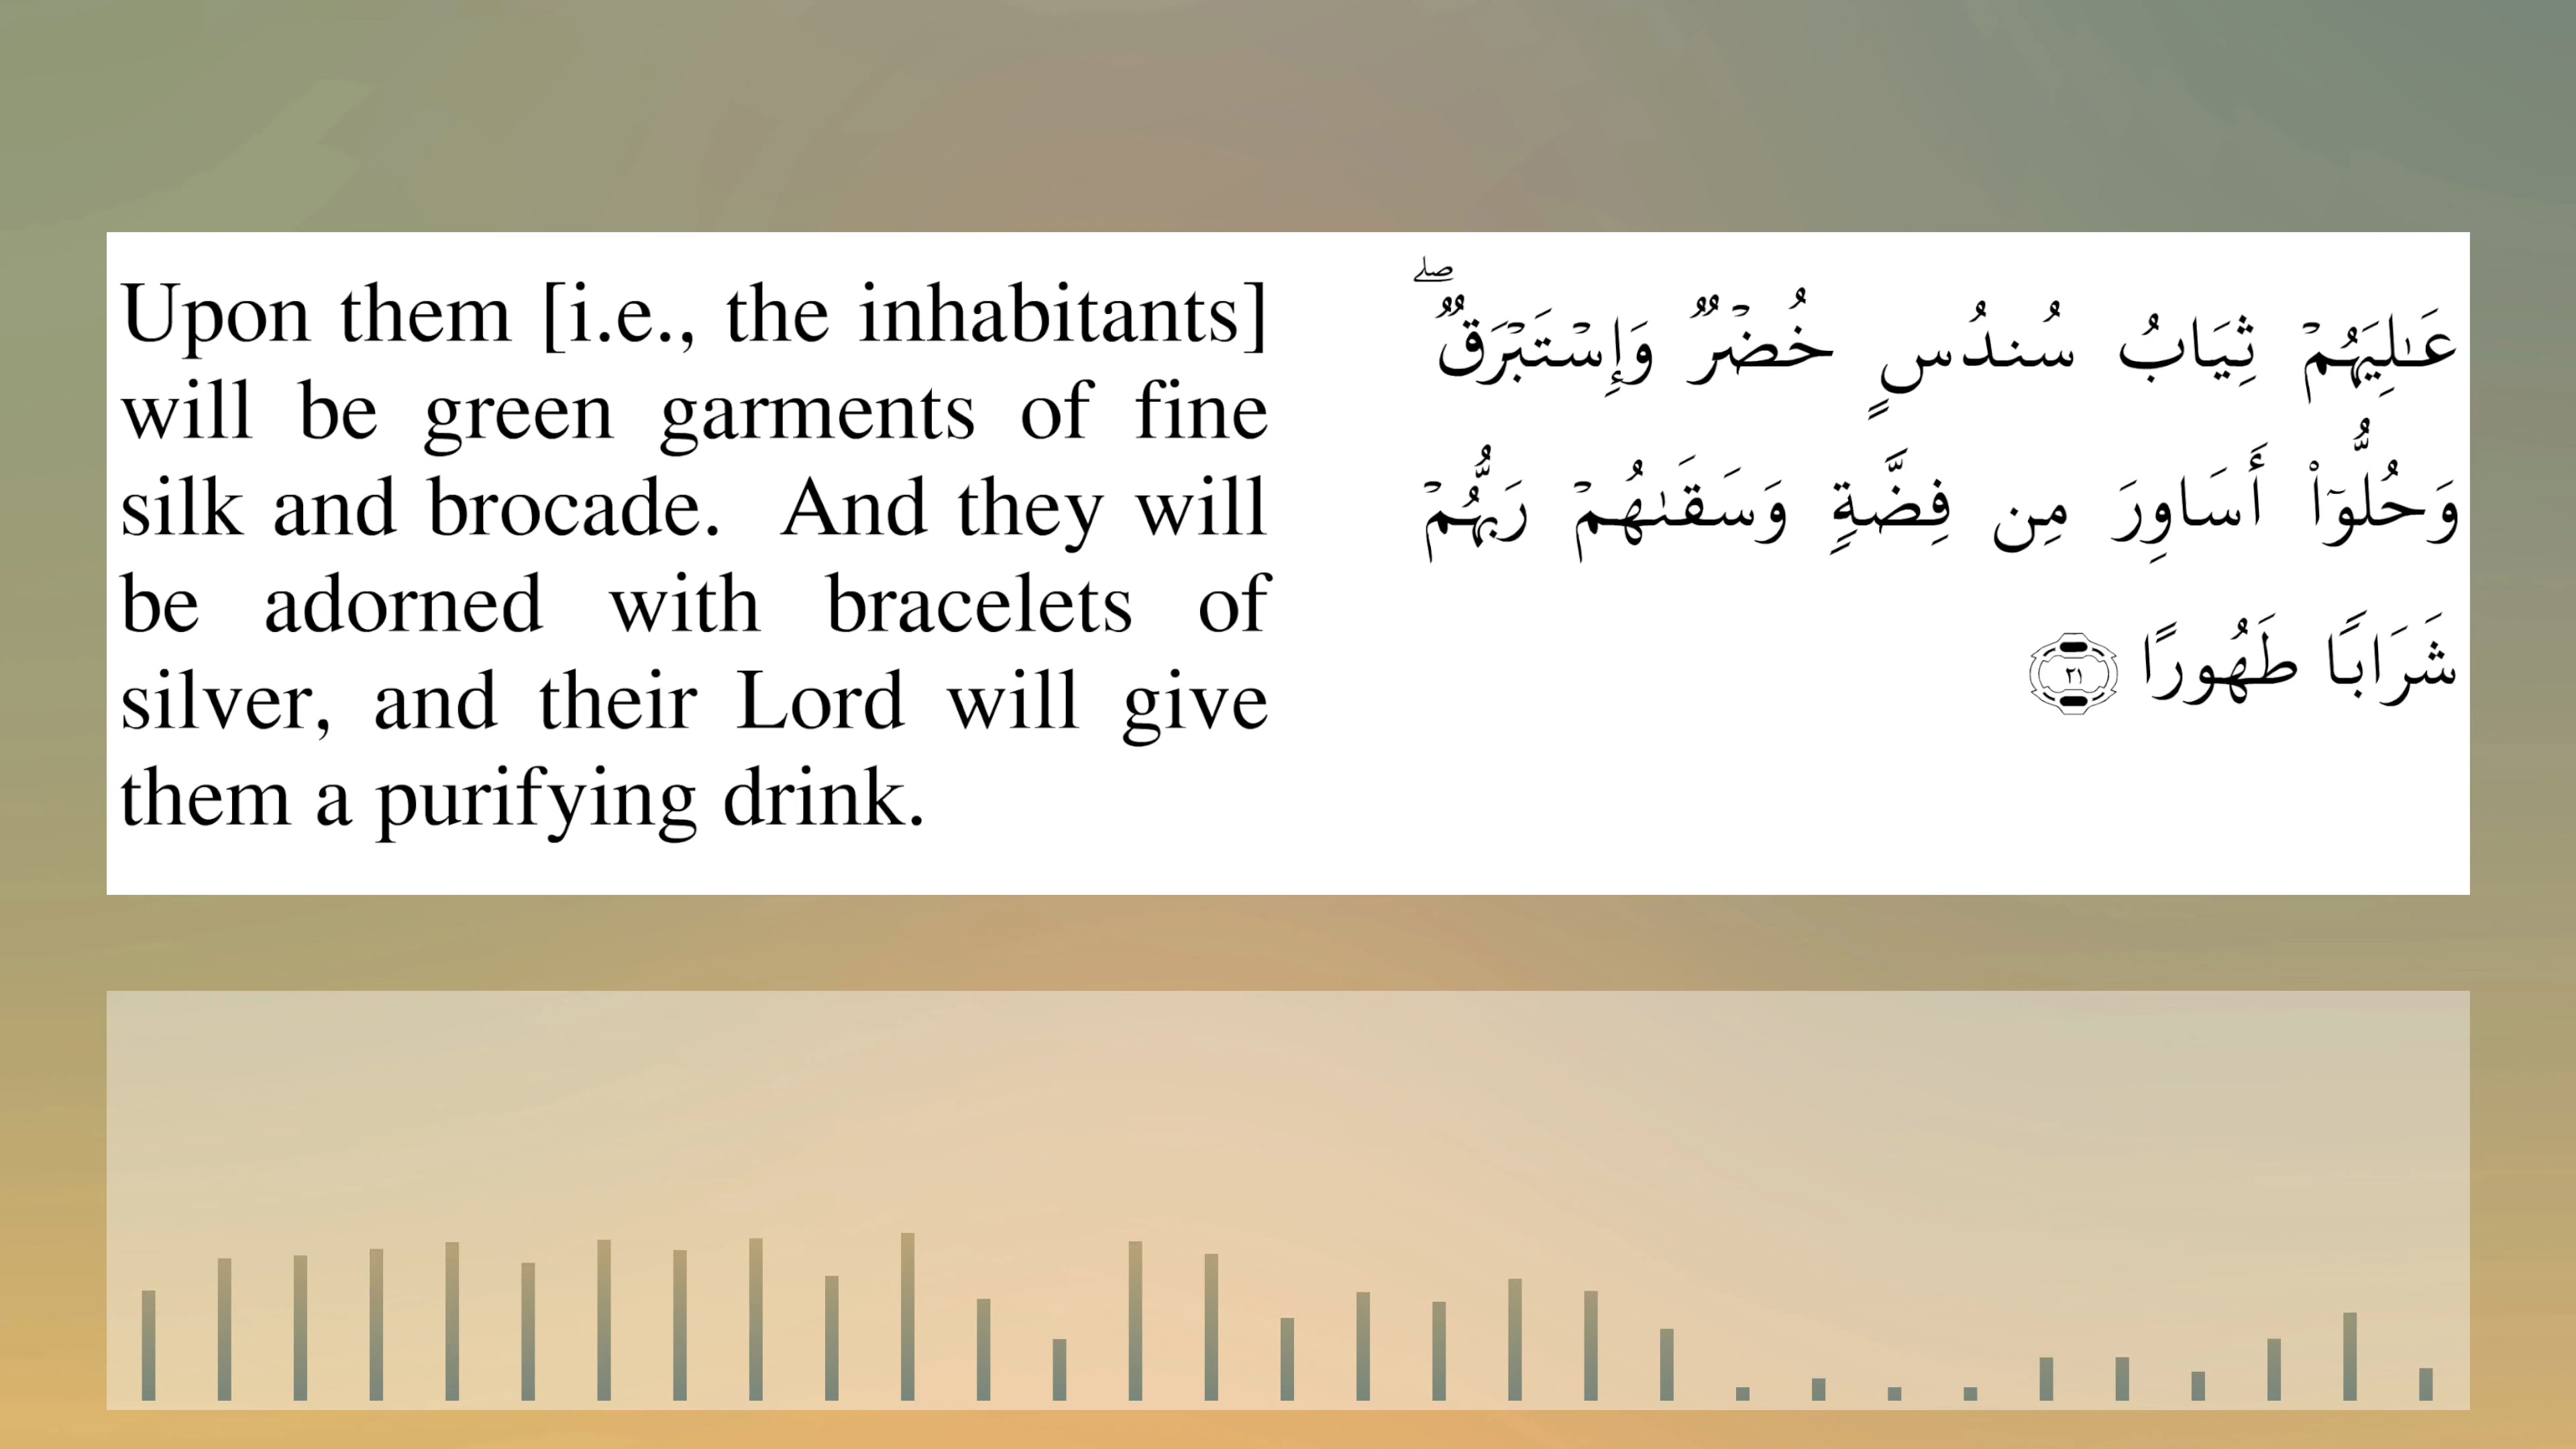 Upon them [i.e., the inhabitants]
will be green garments of fine
silk and brocade. And they will
be adorned with bracelets of
silver, and their Lord will give
them a purifying drink.
عَـٰلِيَهُمۡ ثِيَابُ سُندُسٍ خُضۡرٌ وَإِسۡتَبۡرَقٌۖ
وَحُلُّوٓاْ أَسَاوِرَ مِن فِضَّةٍ وَسَقَىٰهُمۡ رَبُّهُمۡ
شَرَابًا طَهُورًا ٢١